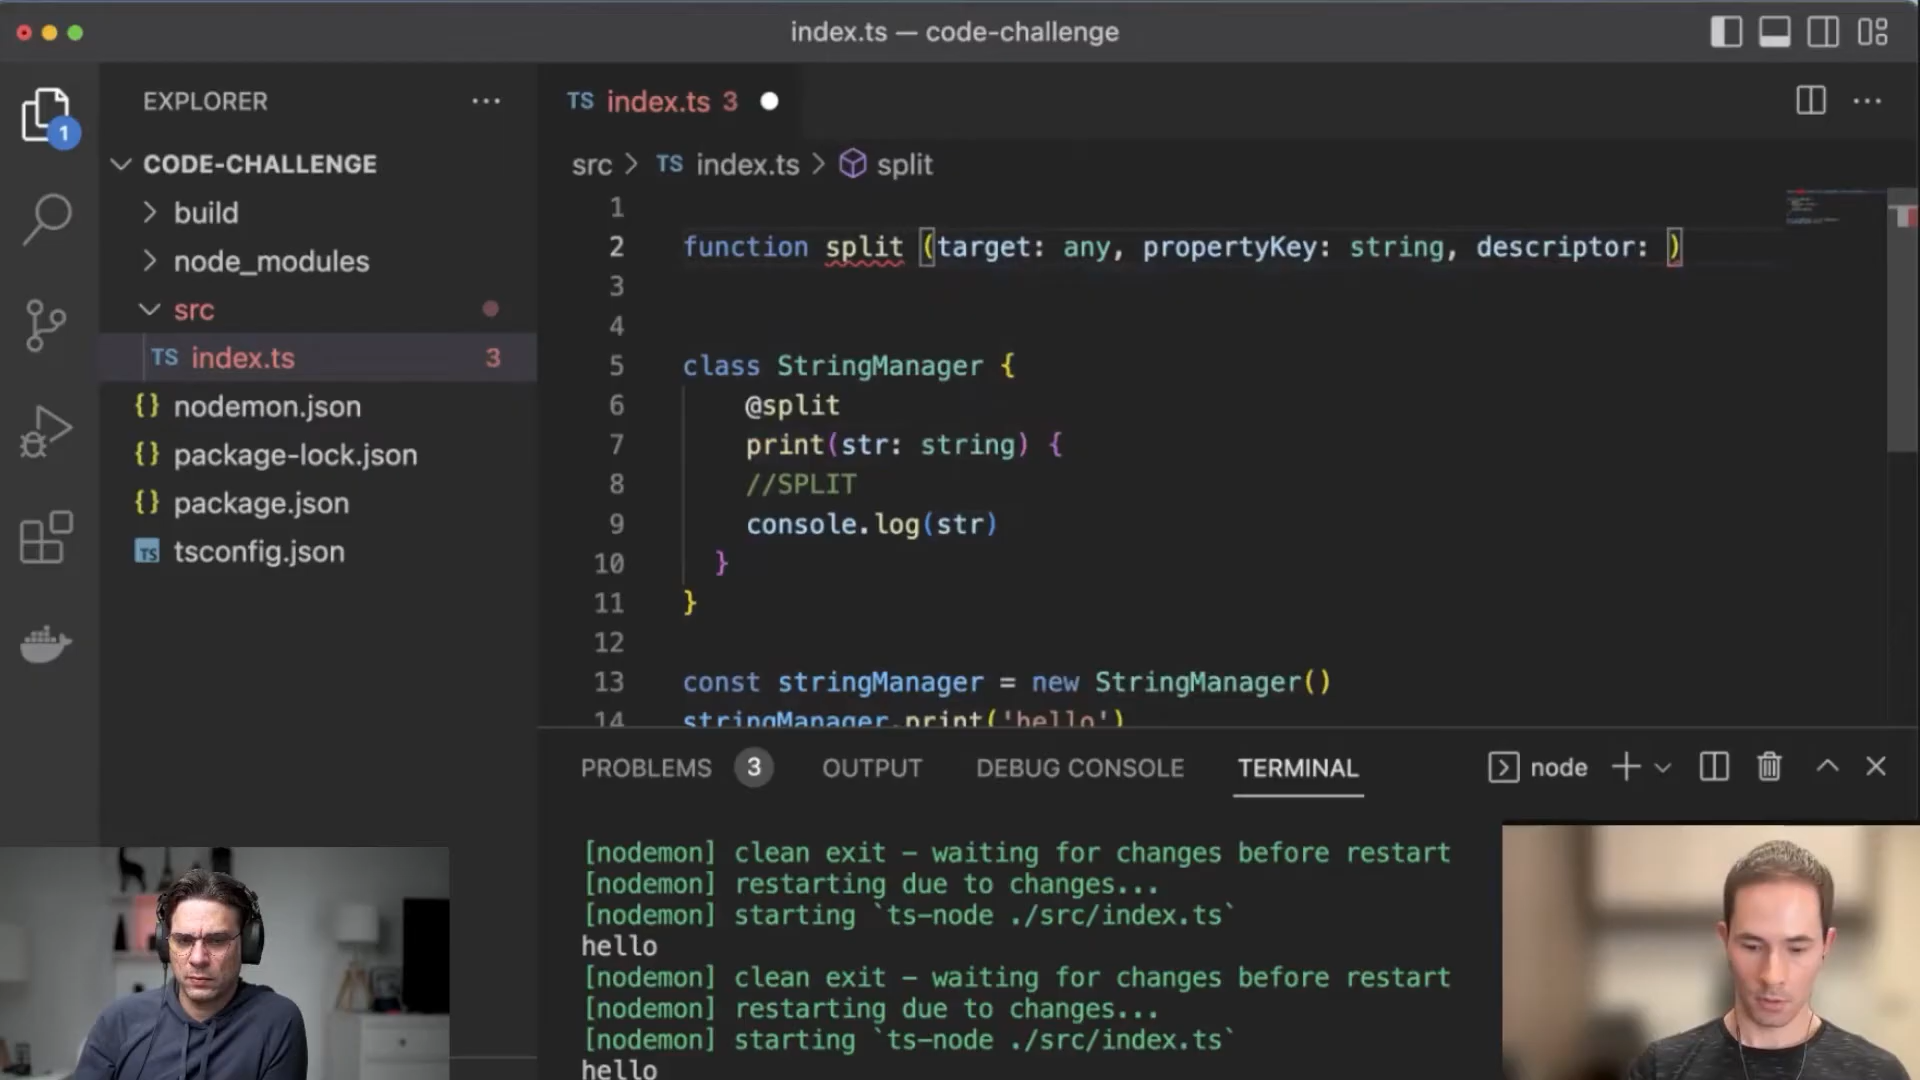 index.ts — code-challenge
EXPLORER
1
CODE-CHALLENGE
build
node_modules
src
TS index.ts 3
{} nodemon.json
{} package-lock.json
{} package.json
TS tsconfig.json
TS index.ts 3
src > TS index.ts > split
1
2 function split (target: any, propertyKey: string, descriptor: )
3
4
5 class StringManager {
6 @split
7 print(str: string) {
8 //SPLIT
9 console.log(str)
10 }
11 }
12
13 const stringManager = new StringManager()
14 stringManager.print('hello')
PROBLEMS 3 OUTPUT DEBUG CONSOLE TERMINAL node
[nodemon] clean exit - waiting for changes before restart
[nodemon] restarting due to changes...
[nodemon] starting `ts-node ./src/index.ts`
hello
[nodemon] clean exit - waiting for changes before restart
[nodemon] restarting due to changes...
[nodemon] starting `ts-node ./src/index.ts`
hello